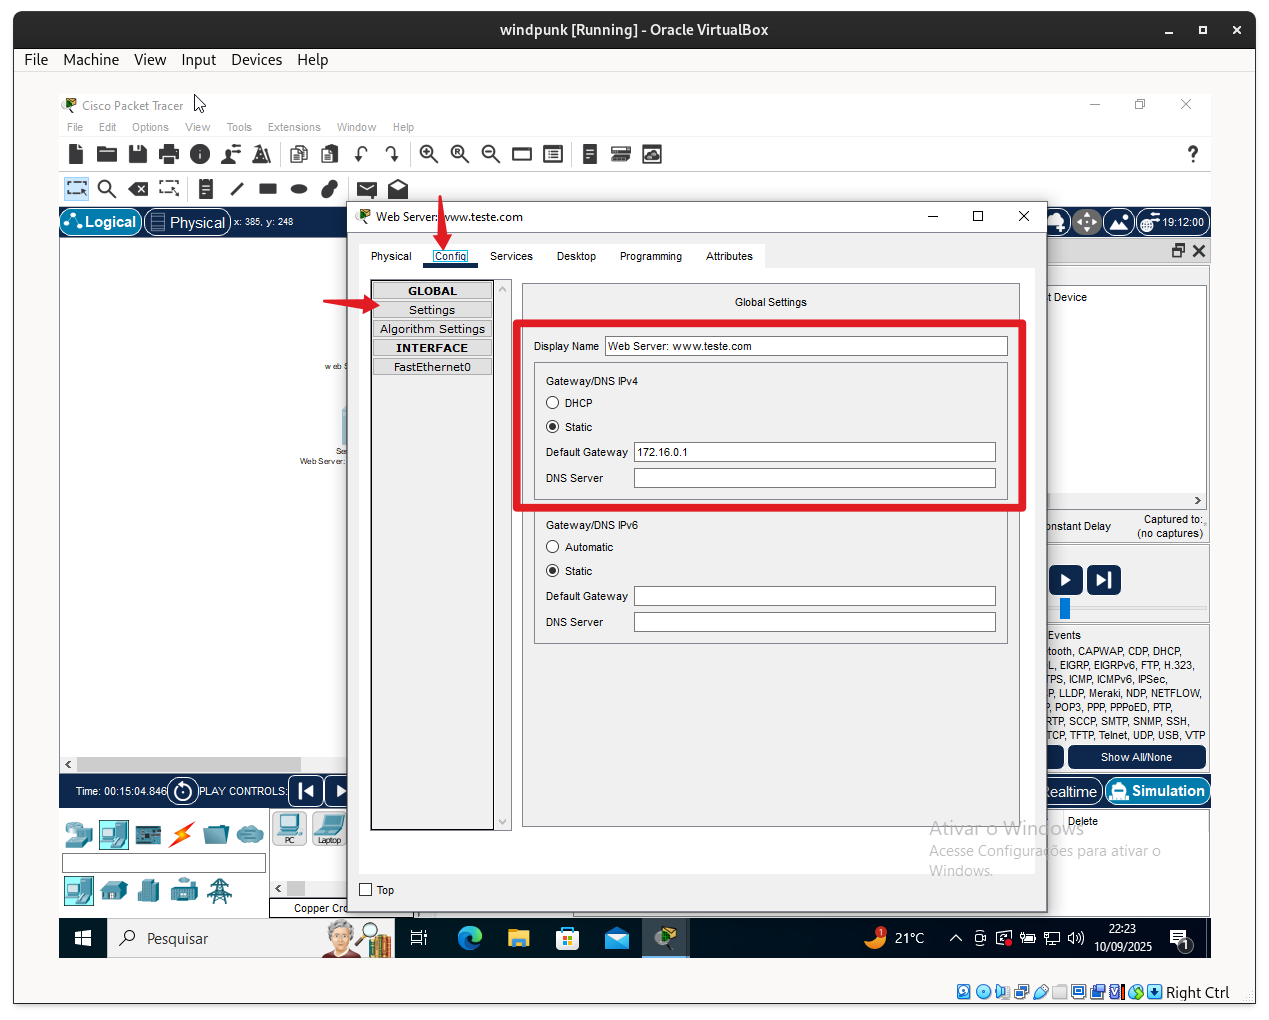 windpunk [Running] - Oracle VirtualBox
File Machine View Input Devices Help
Cisco Packet Tracer
File Edit Options View Tools Extensions Window Help
?
Logical Physical x: 385, y: 248
19:12:00
Web Server: www.teste.com
Physical Config Services Desktop Programming Attributes
GLOBAL
Settings
Algorithm Settings
INTERFACE
FastEthernet0
Global Settings
Display Name Web Server: www.teste.com
Gateway/DNS IPv4
DHCP
Static
Default Gateway 172.16.0.1
DNS Server
Gateway/DNS IPv6
Automatic
Static
Default Gateway
DNS Server
Top
web S
Se
Web Server:
t Device
onstant Delay
Captured to:
(no captures)
Events
tooth, CAPWAP, CDP, DHCP,
L, EIGRP, EIGRPv6, FTP, H.323,
TPS, ICMP, ICMPv6, IPSec,
P, LLDP, Meraki, NDP, NETFLOW,
P, POP3, PPP, PPPoED, PTP,
RTP, SCCP, SMTP, SNMP, SSH,
TCP, TFTP, Telnet, UDP, USB, VTP
Show All/None
Time: 00:15:04.846 PLAY CONTROLS:
Realtime Simulation
PC Laptop
Delete
Copper Cro
Ativar o Windows
Acesse Configurações para ativar o
Windows.
Pesquisar
1
21°C
22:23
10/09/2025
1
Right Ctrl